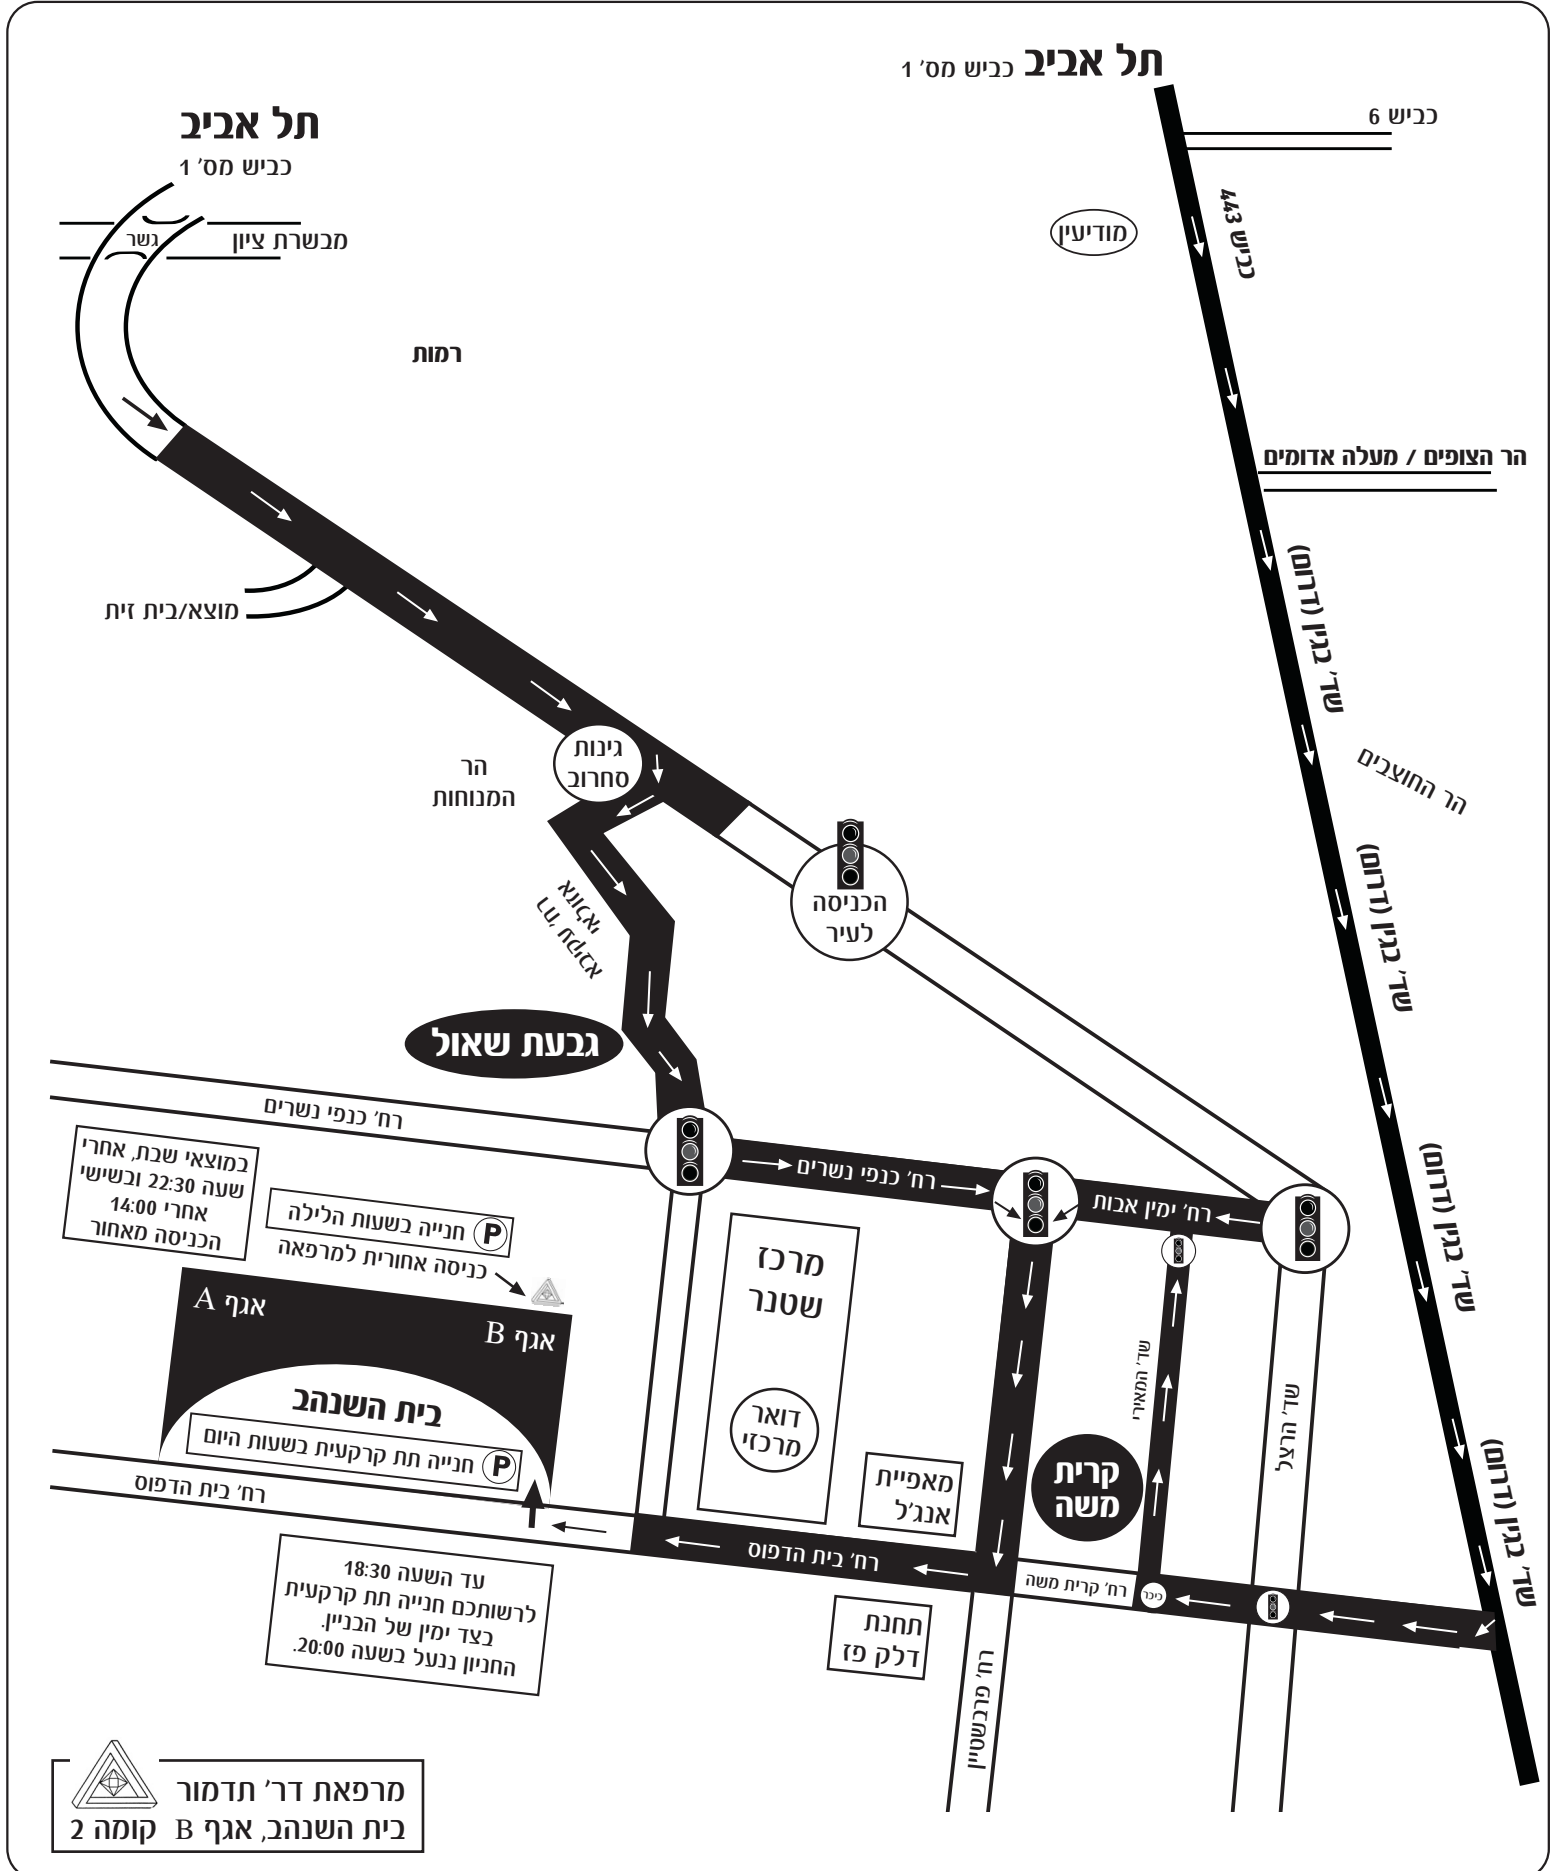 תל אביב כביש מס' 1
כביש 6
תל אביב
כביש מס' 1
גשר
מבשרת ציון
מודיעין
כביש 443
רמות
הר הצופים / מעלה אדומים
מוצא/בית זית
שד' בגין (דרום)
הר החוצבים
גינות
סחרוב
הר
המנוחות
הכניסה
לעיר
שד' בגין (דרום)
רח' עקיבא
אזולאי
גבעת שאול
רח' כנפי נשרים
רח' כנפי נשרים
רח' ימין אבות
שד' בגין (דרום)
במוצאי שבת, אחרי
שעה 22:30 ובשישי
אחרי 14:00
הכניסה מאחור
P חנייה בשעות הלילה
כניסה אחורית למרפאה
אגף A
אגף B
בית השנהב
P חנייה תת קרקעית בשעות היום
מרכז
שטנר
דואר
מרכזי
מאפיית
אנג'ל
קרית
משה
שד' המאירי
שד' הרצל
שד' בגין (דרום)
רח' בית הדפוס
רח' בית הדפוס
רח' קרית משה
כיכר
עד השעה 18:30
לרשותכם חנייה תת קרקעית
בצד ימין של הבניין.
החניון ננעל בשעה 20:00.
תחנת
דלק פז
רח' פרבשטיין
מרפאת דר' תדמור
בית השנהב, אגף B קומה 2